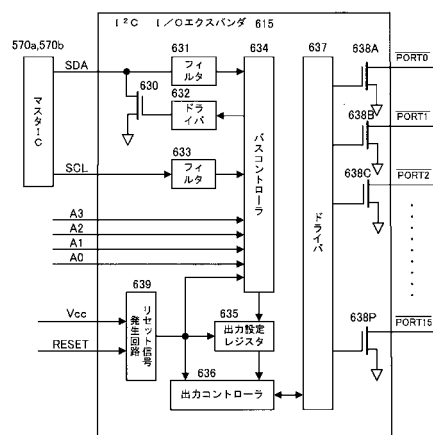 I²C I/Oエクスパンダ 615
570a,570b
マスタIC
SDA
630
631
フィルタ
632
ドライバ
633
フィルタ
SCL
634
バスコントローラ
637
ドライバ
638A
PORT0
638B
PORT1
638C
PORT2
638P
PORT15
A3
A2
A1
A0
639
リセット信号発生回路
Vcc
RESET
635
出力設定レジスタ
636
出力コントローラ